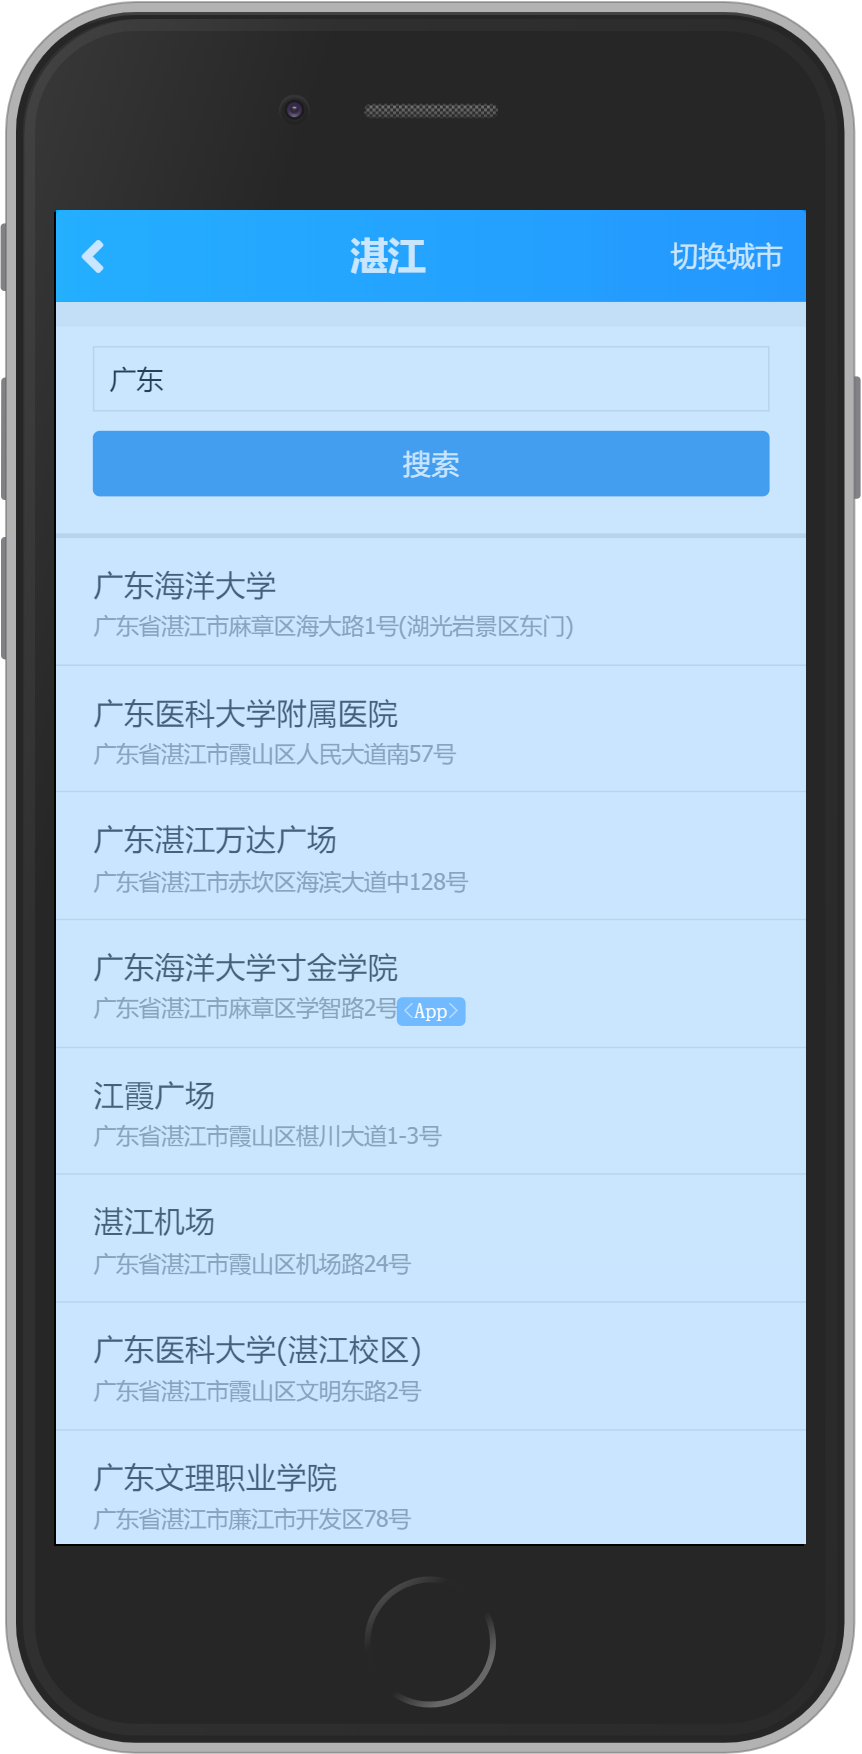 湛江
切换城市
广东
搜索
广东海洋大学
广东省湛江市麻章区海大路1号(湖光岩景区东门)
广东医科大学附属医院
广东省湛江市霞山区人民大道南57号
广东湛江万达广场
广东省湛江市赤坎区海滨大道中128号
广东海洋大学寸金学院
广东省湛江市麻章区学智路2号<App>
江霞广场
广东省湛江市霞山区椹川大道1-3号
湛江机场
广东省湛江市霞山区机场路24号
广东医科大学(湛江校区)
广东省湛江市霞山区文明东路2号
广东文理职业学院
广东省湛江市廉江市开发区78号